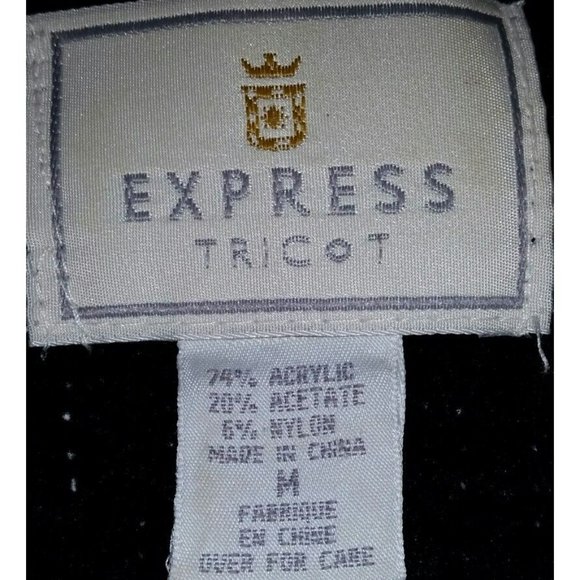 EXPRESS
TRICOT
74% ACRYLIC
20% ACETATE
6% NYLON
MADE IN CHINA
M
FABRIQUE
EN CHINE
OVER FOR CARE